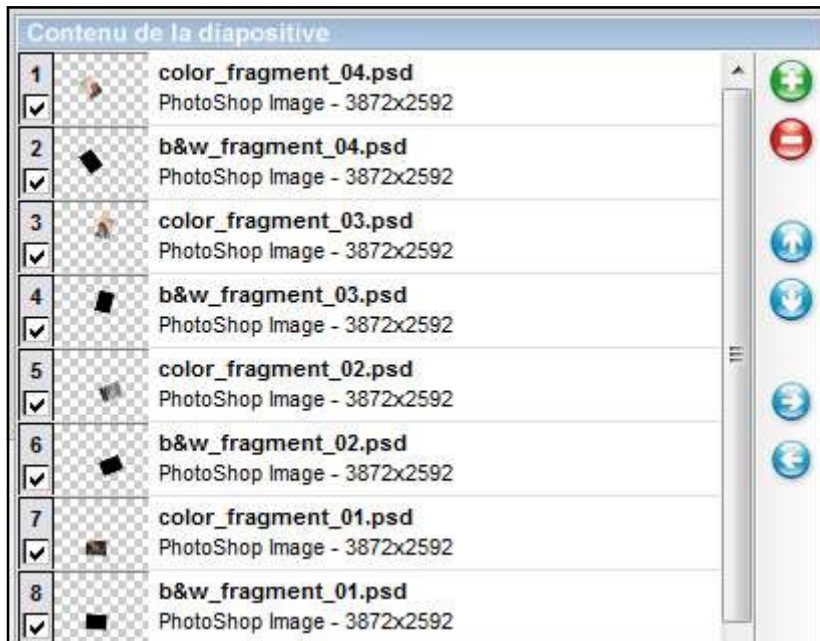 Contenu de la diapositive
1
color_fragment_04.psd
PhotoShop Image - 3872x2592
2
b&w_fragment_04.psd
PhotoShop Image - 3872x2592
3
color_fragment_03.psd
PhotoShop Image - 3872x2592
4
b&w_fragment_03.psd
PhotoShop Image - 3872x2592
5
color_fragment_02.psd
PhotoShop Image - 3872x2592
6
b&w_fragment_02.psd
PhotoShop Image - 3872x2592
7
color_fragment_01.psd
PhotoShop Image - 3872x2592
8
b&w_fragment_01.psd
PhotoShop Image - 3872x2592